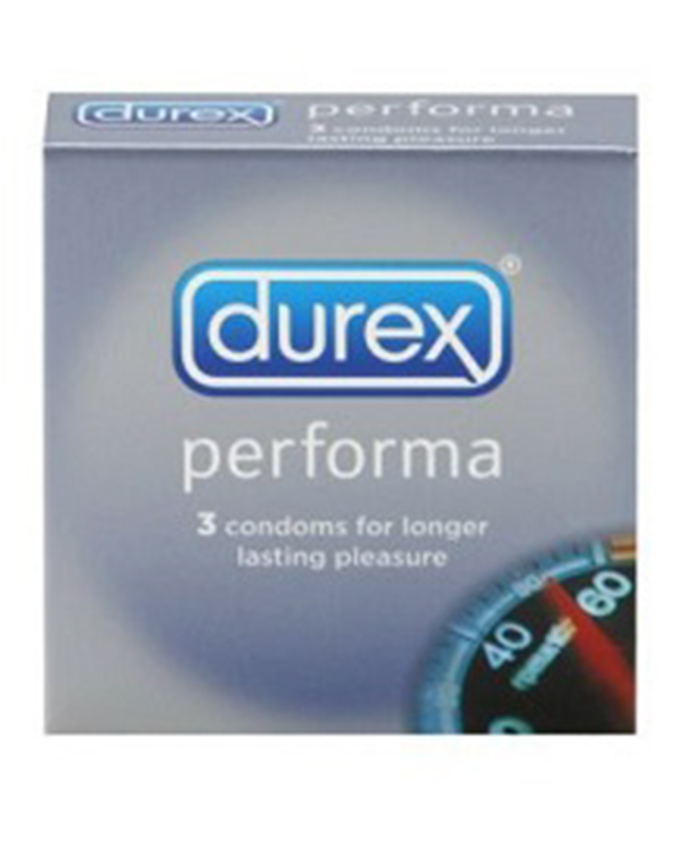 durex performa
3 condoms for longer
lasting pleasure
durex®
performa
3 condoms for longer
lasting pleasure
40
60